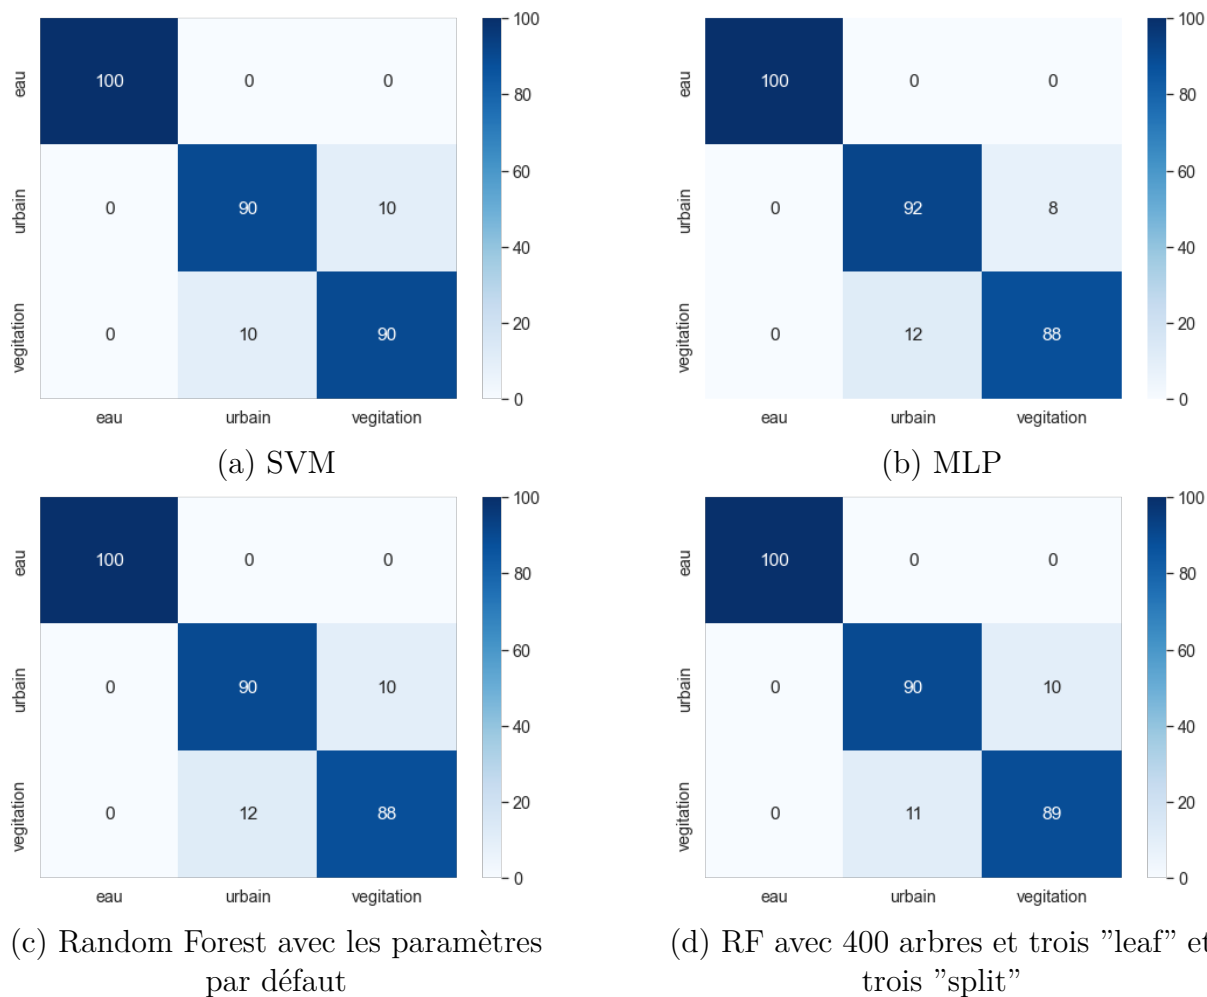 100 0 0
0 90 10
0 10 90
eau
urbain
vegitation
eau urbain vegitation
100
80
60
40
20
0
(a) SVM
100 0 0
0 92 8
0 12 88
eau
urbain
vegitation
eau urbain vegitation
100
80
60
40
20
0
(b) MLP
100 0 0
0 90 10
0 12 88
eau
urbain
vegitation
eau urbain vegitation
100
80
60
40
20
0
(c) Random Forest avec les paramètres
par défaut
100 0 0
0 90 10
0 11 89
eau
urbain
vegitation
eau urbain vegitation
100
80
60
40
20
0
(d) RF avec 400 arbres et trois ”leaf” et
trois ”split”